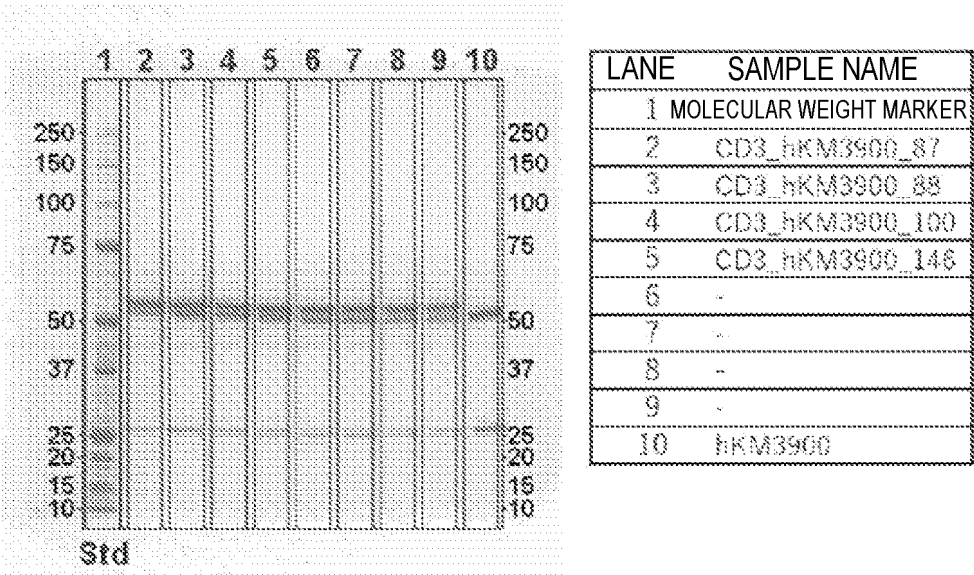 1 2 3 4 5 6 7 8 9 10
250 250
150 150
100 100
75 75
50 50
37 37
25 25
20 20
15 15
10 10
Std
LANE SAMPLE NAME
1 MOLECULAR WEIGHT MARKER
2 CD3_hKM3900_87
3 CD3_hKM3900_88
4 CD3_hKM3900_100
5 CD3_hKM3900_146
6 -
7 -
8 -
9 -
10 hKM3900